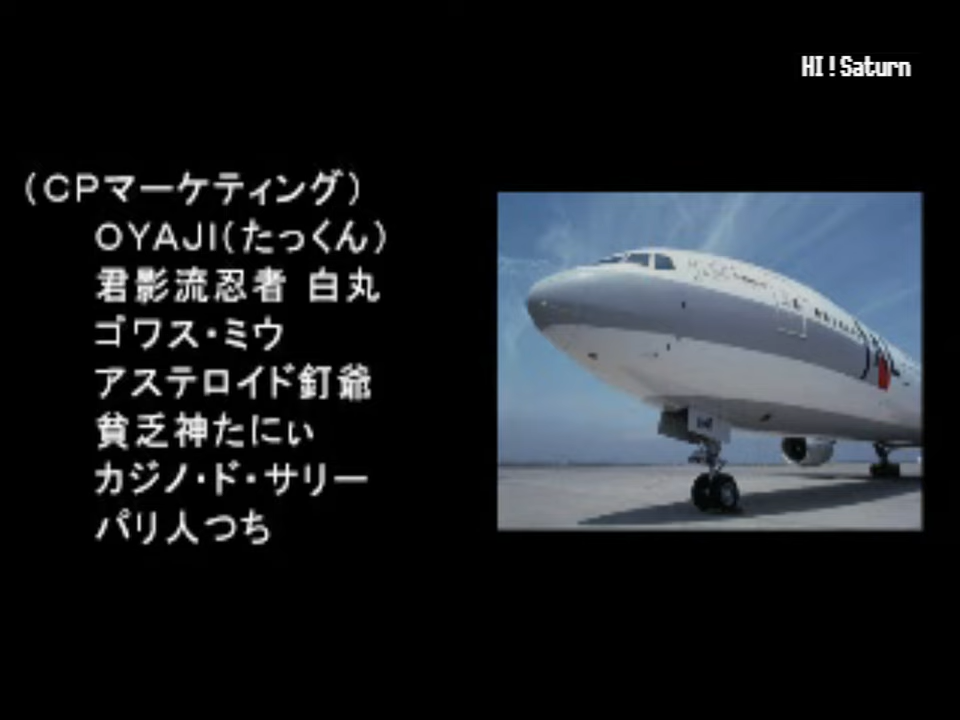 HI!Saturn
(CPマーケティング)
OYAJI(たっくん)
君影流忍者 白丸
ゴワス・ミウ
アステロイド釘爺
貧乏神たにぃ
カジノ・ド・サリー
パリ人つち